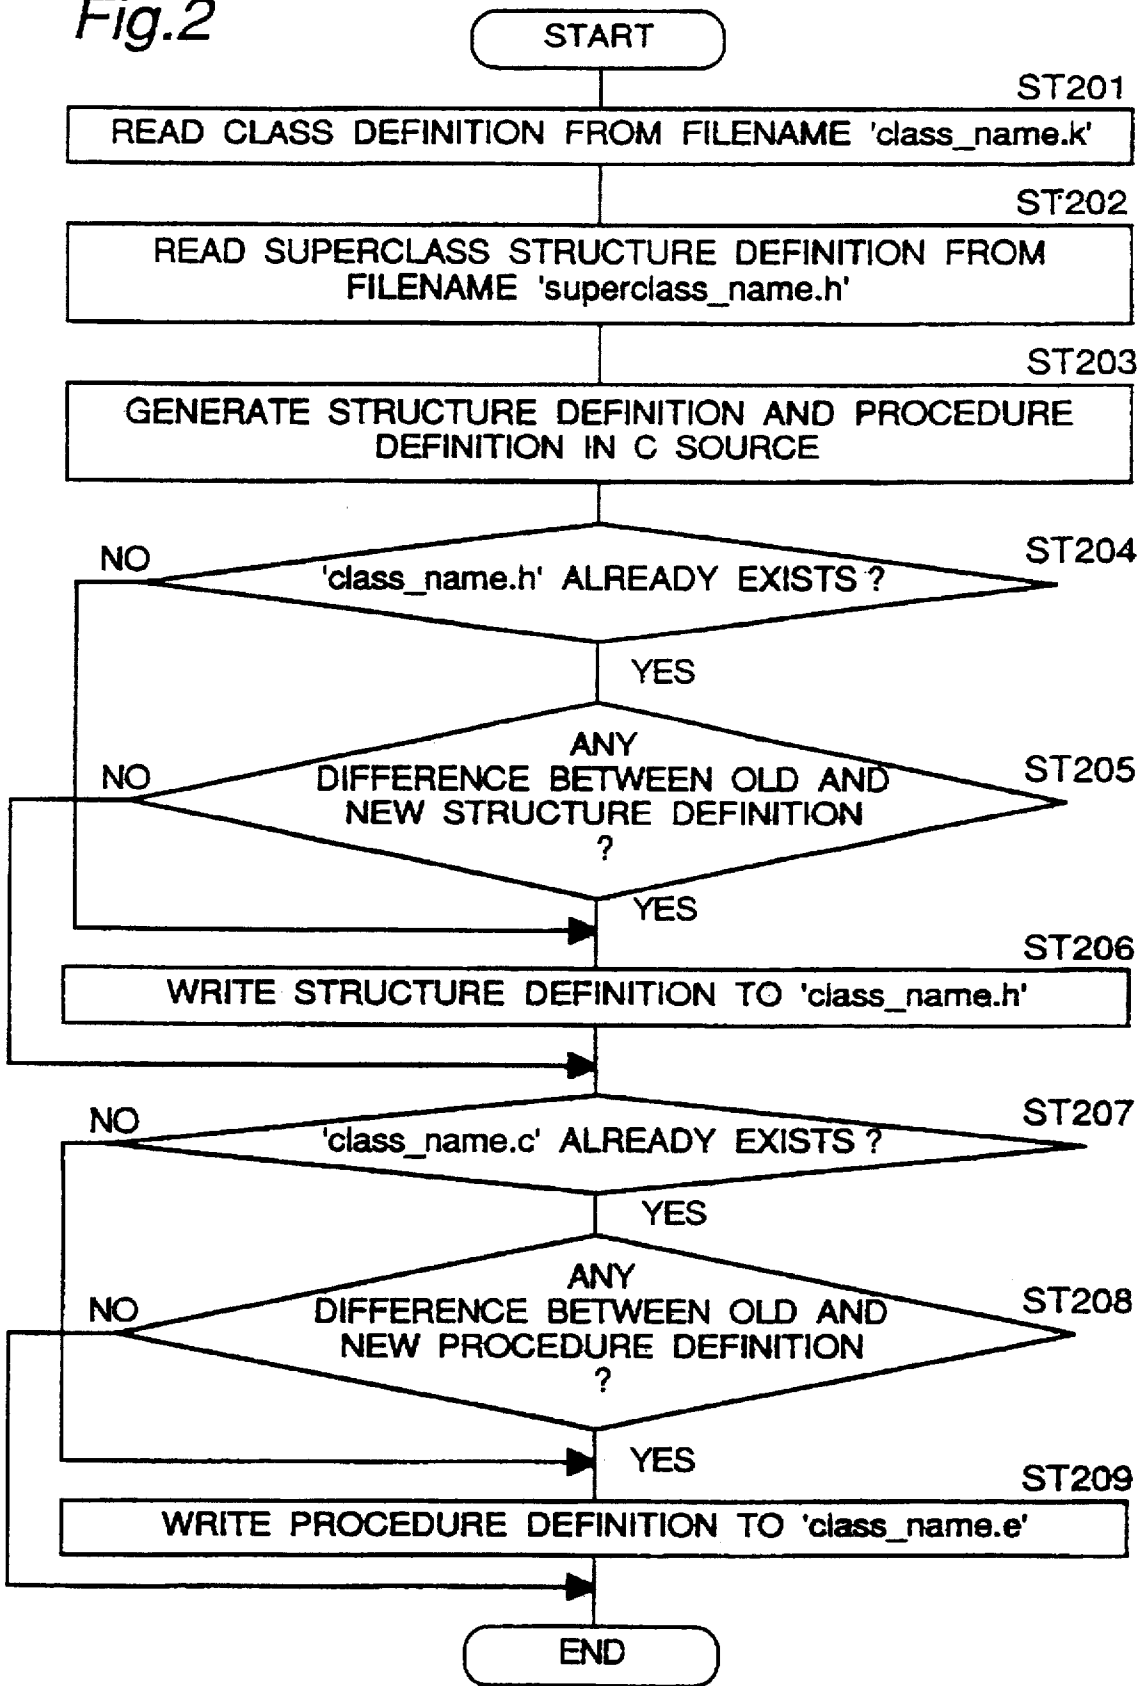 Fig.2
START
ST201
READ CLASS DEFINITION FROM FILENAME 'class_name.k'
ST202
READ SUPERCLASS STRUCTURE DEFINITION FROM
FILENAME 'superclass_name.h'
ST203
GENERATE STRUCTURE DEFINITION AND PROCEDURE
DEFINITION IN C SOURCE
ST204
NO
'class_name.h' ALREADY EXISTS ?
YES
ST205
NO
ANY
DIFFERENCE BETWEEN OLD AND
NEW STRUCTURE DEFINITION
?
YES
ST206
WRITE STRUCTURE DEFINITION TO 'class_name.h'
ST207
NO
'class_name.c' ALREADY EXISTS ?
YES
ST208
NO
ANY
DIFFERENCE BETWEEN OLD AND
NEW PROCEDURE DEFINITION
?
YES
ST209
WRITE PROCEDURE DEFINITION TO 'class_name.e'
END